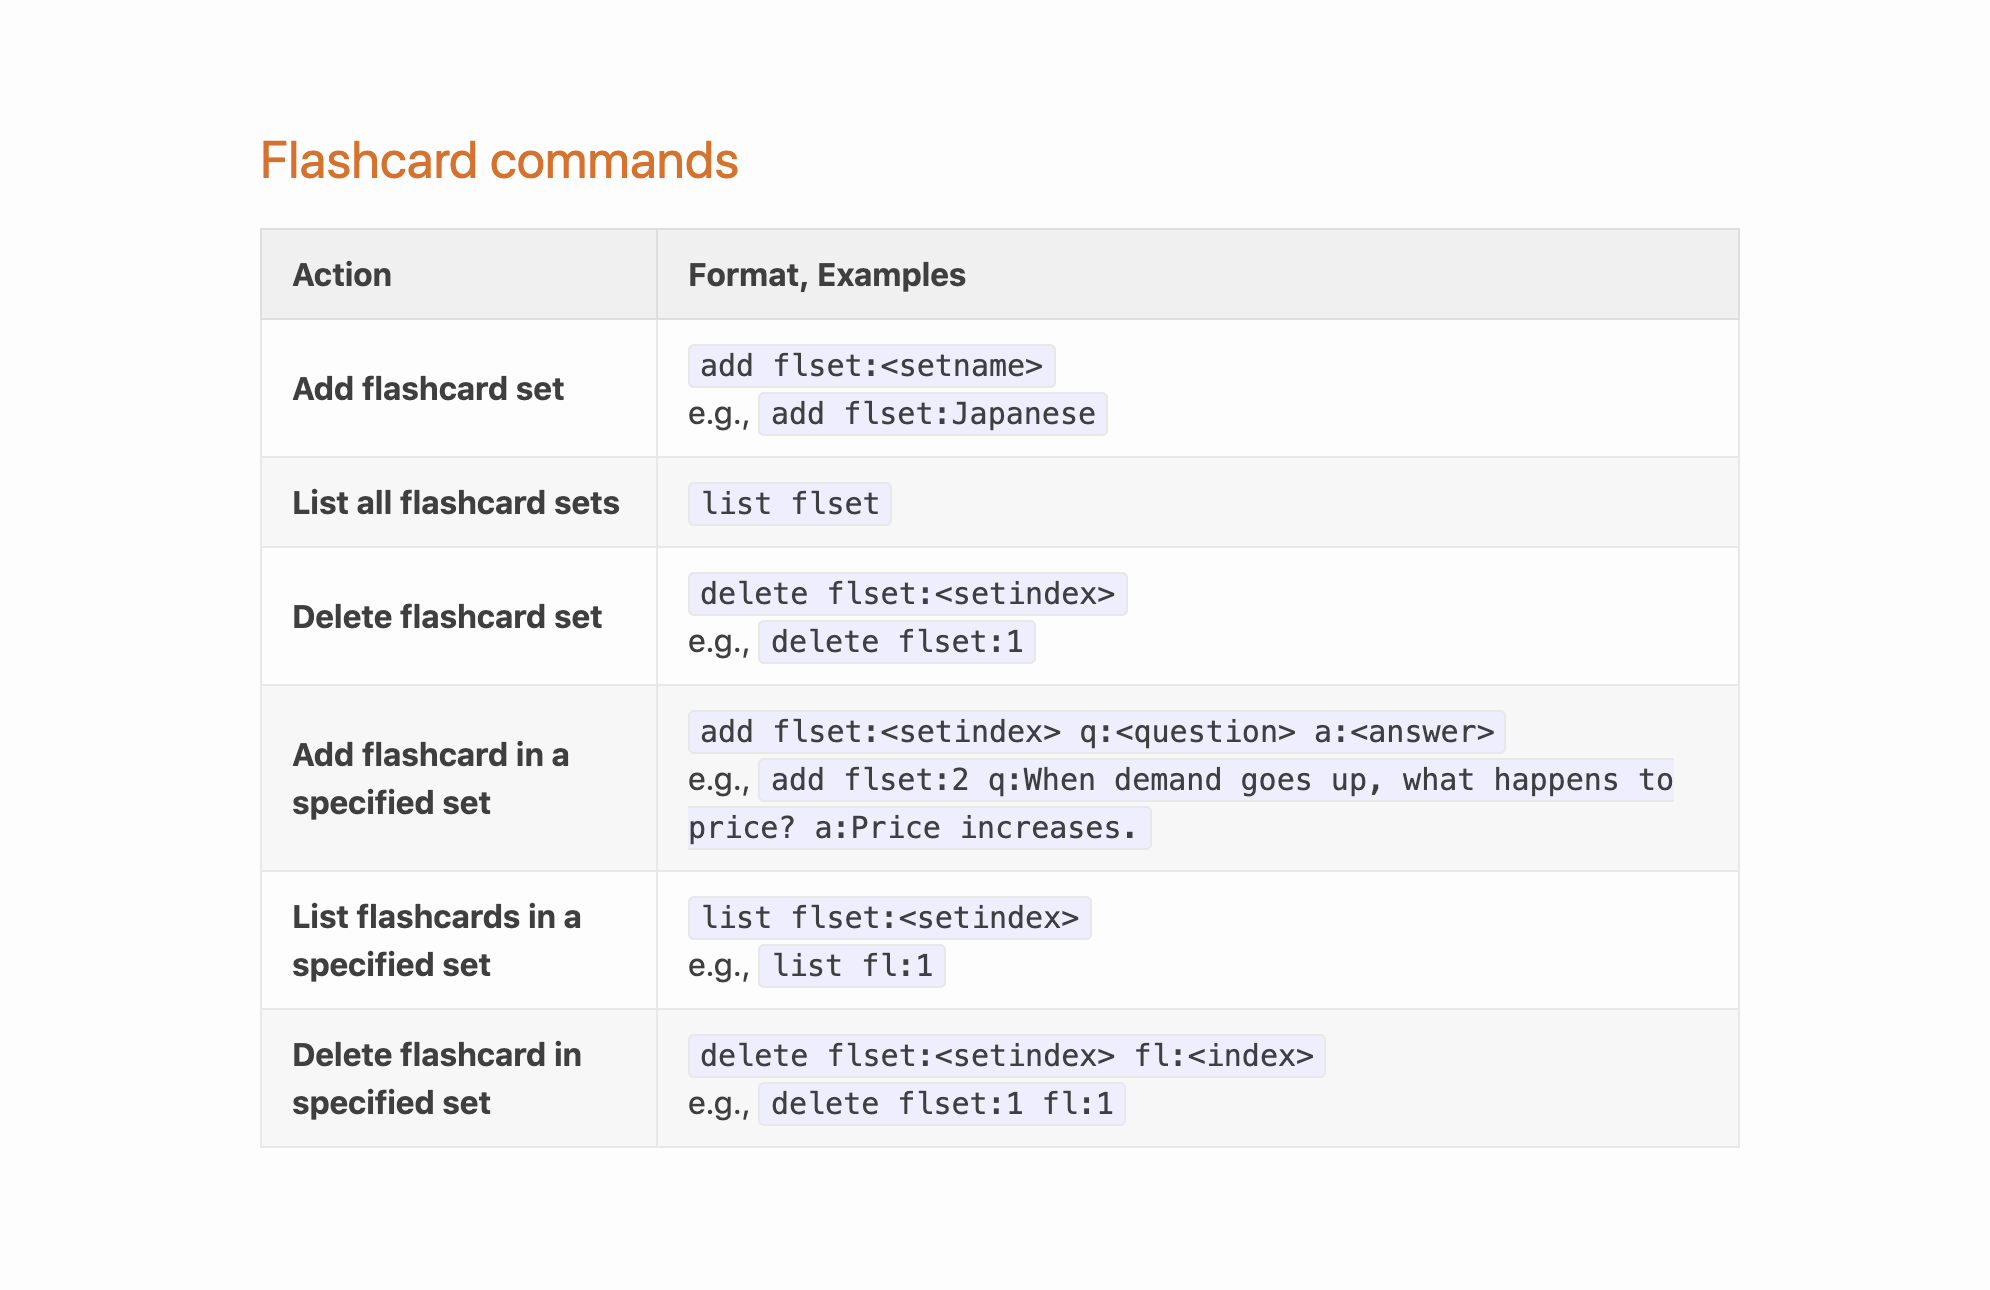 Flashcard commands
Action
Format, Examples
Add flashcard set
add flset:<setname>
e.g., add flset:Japanese
List all flashcard sets
list flset
Delete flashcard set
delete flset:<setindex>
e.g., delete flset:1
Add flashcard in a
specified set
add flset:<setindex> q:<question> a:<answer>
e.g., add flset:2 q:When demand goes up, what happens to
price? a:Price increases.
List flashcards in a
specified set
list flset:<setindex>
e.g., list fl:1
Delete flashcard in
specified set
delete flset:<setindex> fl:<index>
e.g., delete flset:1 fl:1